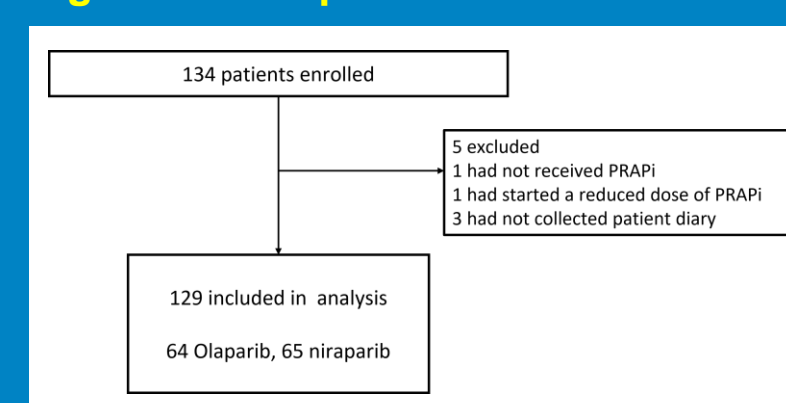 134 patients enrolled
5 excluded
1 had not received PRAPi
1 had started a reduced dose of PRAPi
3 had not collected patient diary
129 included in analysis
64 Olaparib, 65 niraparib